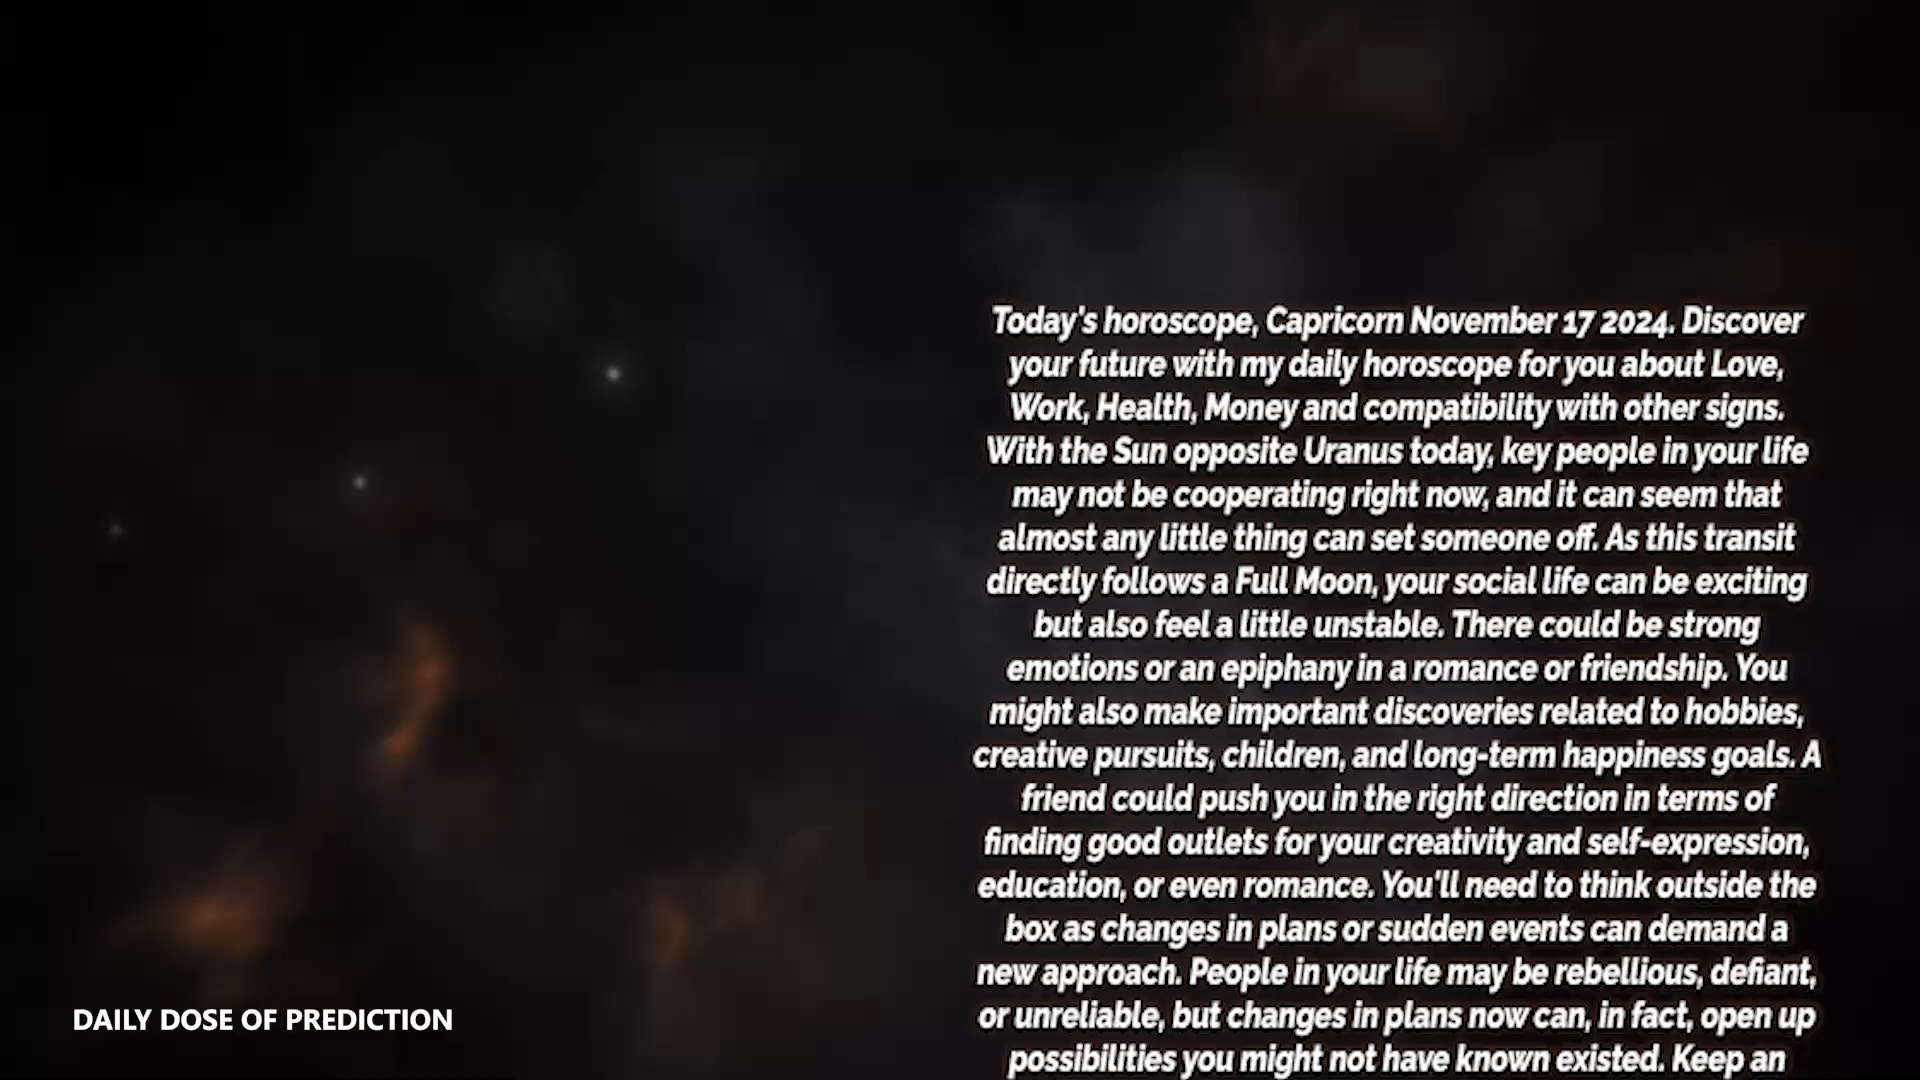 Today's horoscope, Capricorn November 17 2024. Discover
your future with my daily horoscope for you about Love,
Work, Health, Money and compatibility with other signs.
With the Sun opposite Uranus today, key people in your life
may not be cooperating right now, and it can seem that
almost any little thing can set someone off. As this transit
directly follows a Full Moon, your social life can be exciting
but also feel a little unstable. There could be strong
emotions or an epiphany in a romance or friendship. You
might also make important discoveries related to hobbies,
creative pursuits, children, and long-term happiness goals. A
friend could push you in the right direction in terms of
finding good outlets for your creativity and self-expression,
education, or even romance. You'll need to think outside the
box as changes in plans or sudden events can demand a
new approach. People in your life may be rebellious, defiant,
or unreliable, but changes in plans now can, in fact, open up
possibilities you might not have known existed. Keep an
DAILY DOSE OF PREDICTION